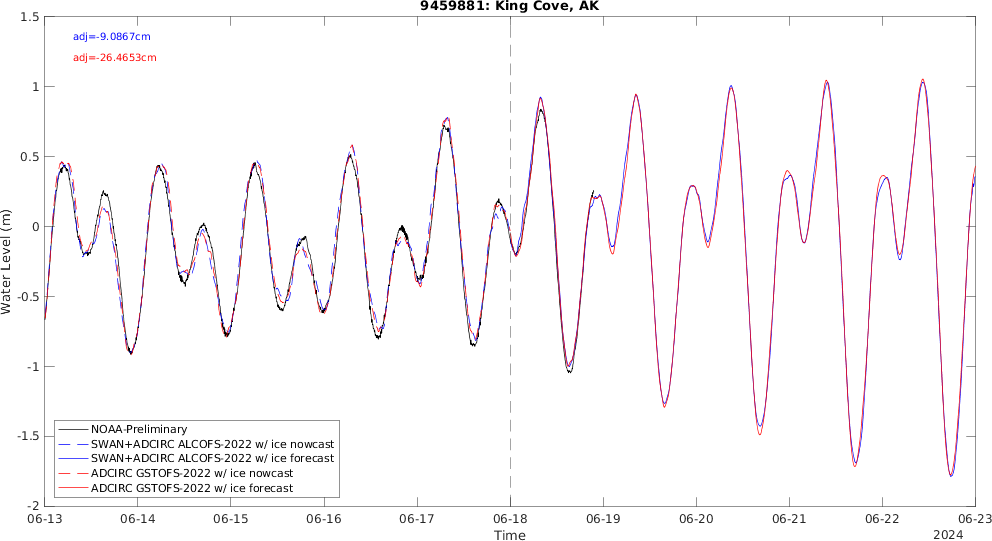 9459881: King Cove, AK
adj=-9.0867cm
adj=-26.4653cm
Water Level (m)
1.5
1
0.5
0
-0.5
-1
-1.5
-2
NOAA-Preliminary
SWAN+ADCIRC ALCOFS-2022 w/ ice nowcast
SWAN+ADCIRC ALCOFS-2022 w/ ice forecast
ADCIRC GSTOFS-2022 w/ ice nowcast
ADCIRC GSTOFS-2022 w/ ice forecast
06-13 06-14 06-15 06-16 06-17 06-18 06-19 06-20 06-21 06-22 06-23
Time
2024